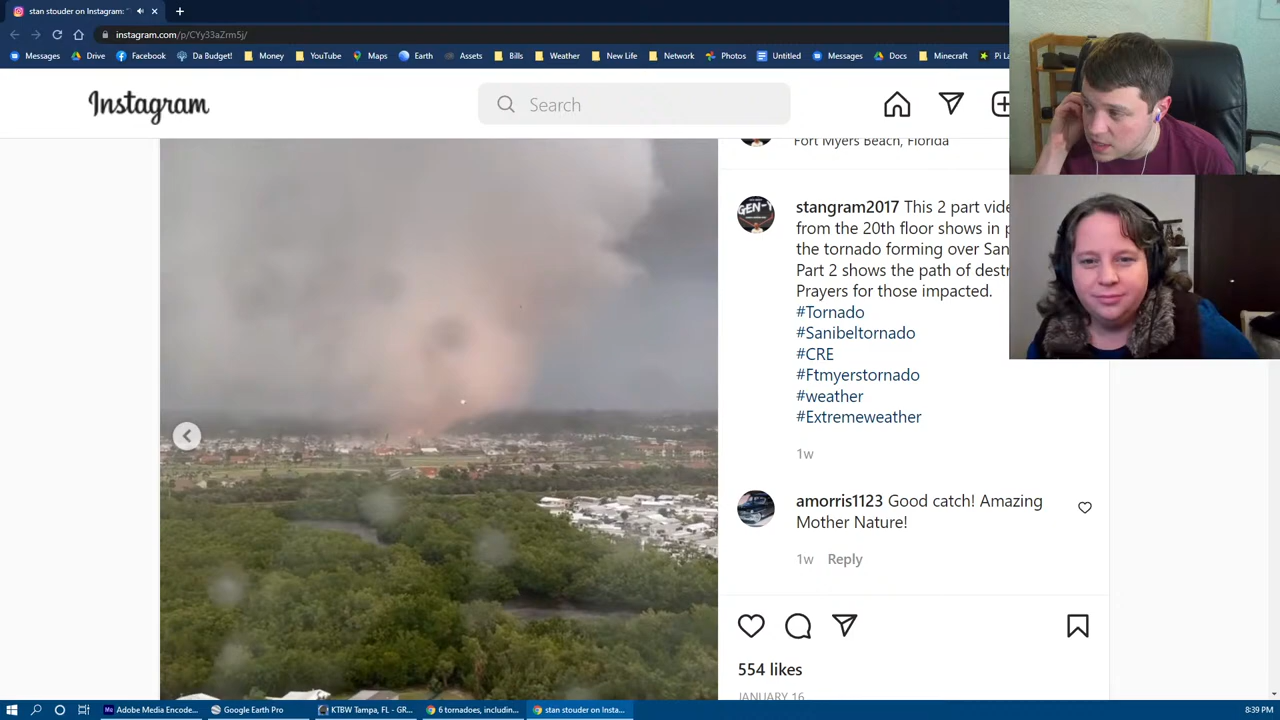 stan stouder on Instagram: "
instagram.com/p/CYy33aZrm5j/
Messages Drive Facebook Da Budget! Money YouTube Maps Earth Assets Bills Weather New Life Network Photos Untitled Messages Docs Minecraft Pi La
Instagram
Search
Fort Myers Beach, Florida
GEN-
stangram2017 This 2 part vide
from the 20th floor shows in p
the tornado forming over San
Part 2 shows the path of destr
Prayers for those impacted.
#Tornado
#Sanibeltornado
#CRE
#Ftmyerstornado
#weather
#Extremeweather
1w
amorris1123 Good catch! Amazing
Mother Nature!
1w Reply
554 likes
JANUARY 16
Adobe Media Encode... Google Earth Pro KTBW Tampa, FL - GR... 6 tornadoes, includin... stan stouder on Insta... 8:39 PM